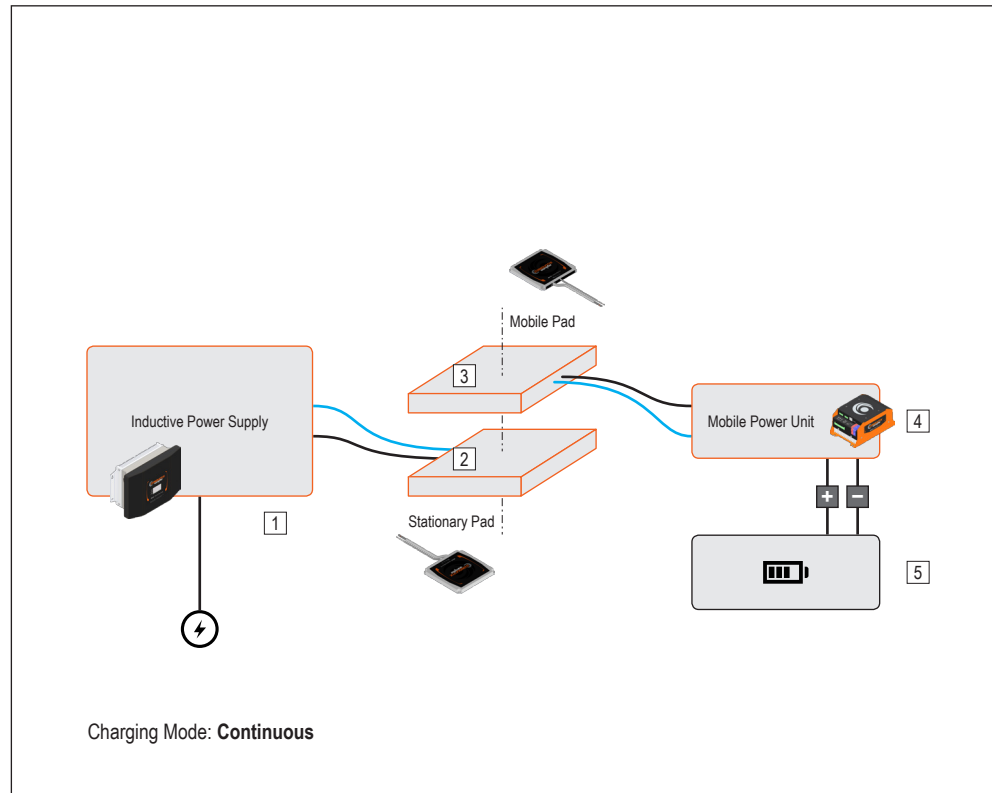 Mobile Pad
3
Inductive Power Supply
Mobile Power Unit
4
2
1
Stationary Pad
+ −
5
Charging Mode: Continuous